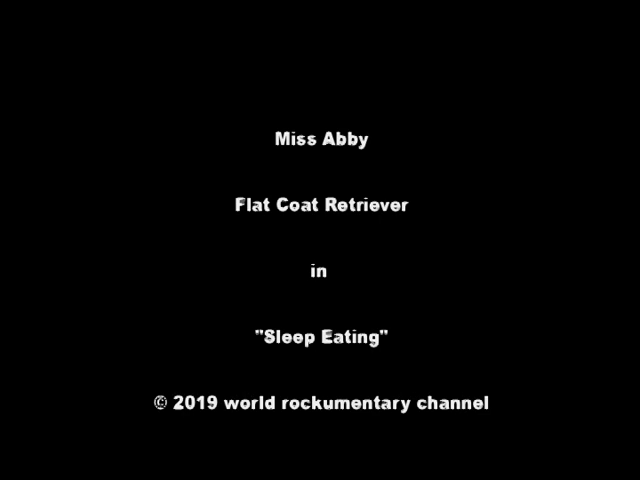 Miss Abby
Flat Coat Retriever
in
"Sleep Eating"
© 2019 world rockumentary channel